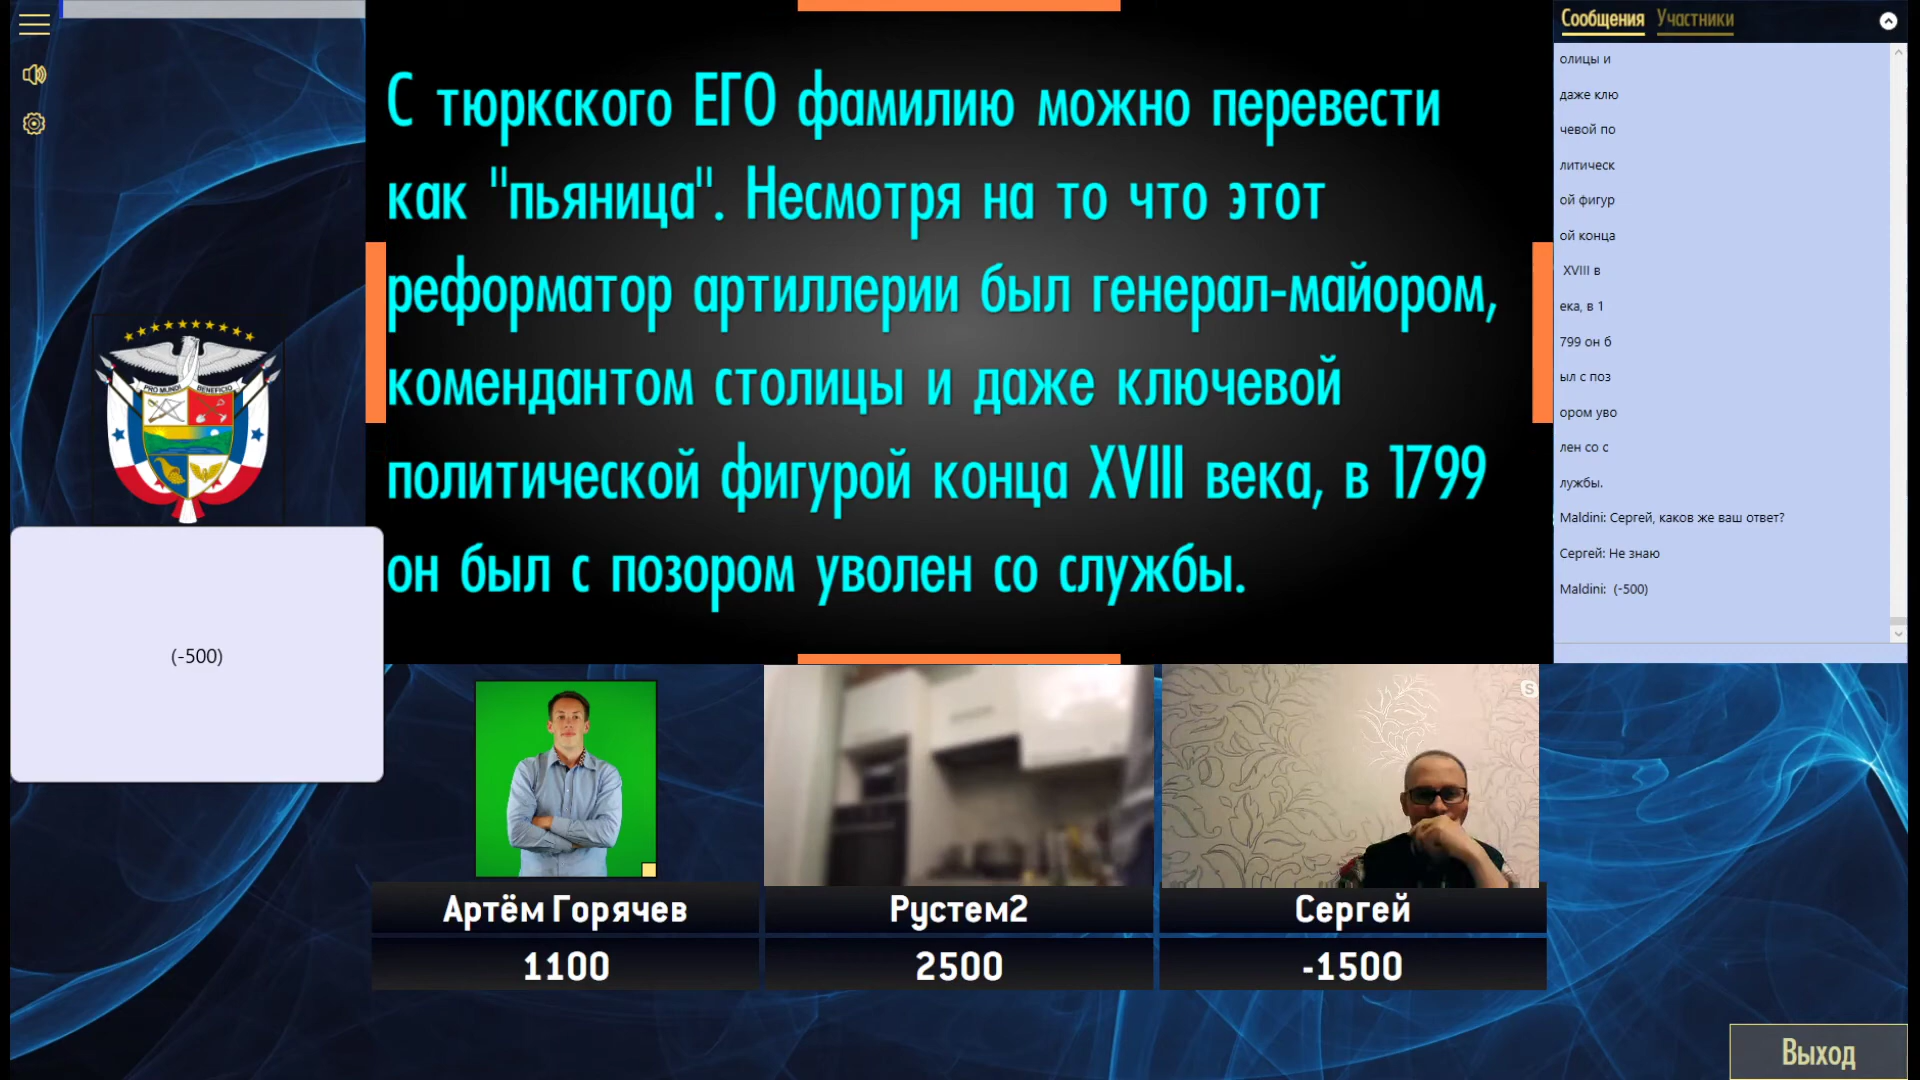 С тюркского ЕГО фамилию можно перевести
как "пьяница". Несмотря на то что этот
реформатор артиллерии был генерал-майором,
комендантом столицы и даже ключевой
политической фигурой конца XVIII века, в 1799
он был с позором уволен со службы.
Сообщения Участники
олицы и
даже клю
чевой по
литическ
ой фигур
ой конца
XVIII в
ека, в 1
799 он б
ыл с поз
ором уво
лен со с
лужбы.
Maldini: Сергей, каков же ваш ответ?
Сергей: Не знаю
Maldini: (-500)
PRO MUNDI BENEFICIO
(-500)
S
Артём Горячев
1100
Рустем2
2500
Сергей
-1500
Выход